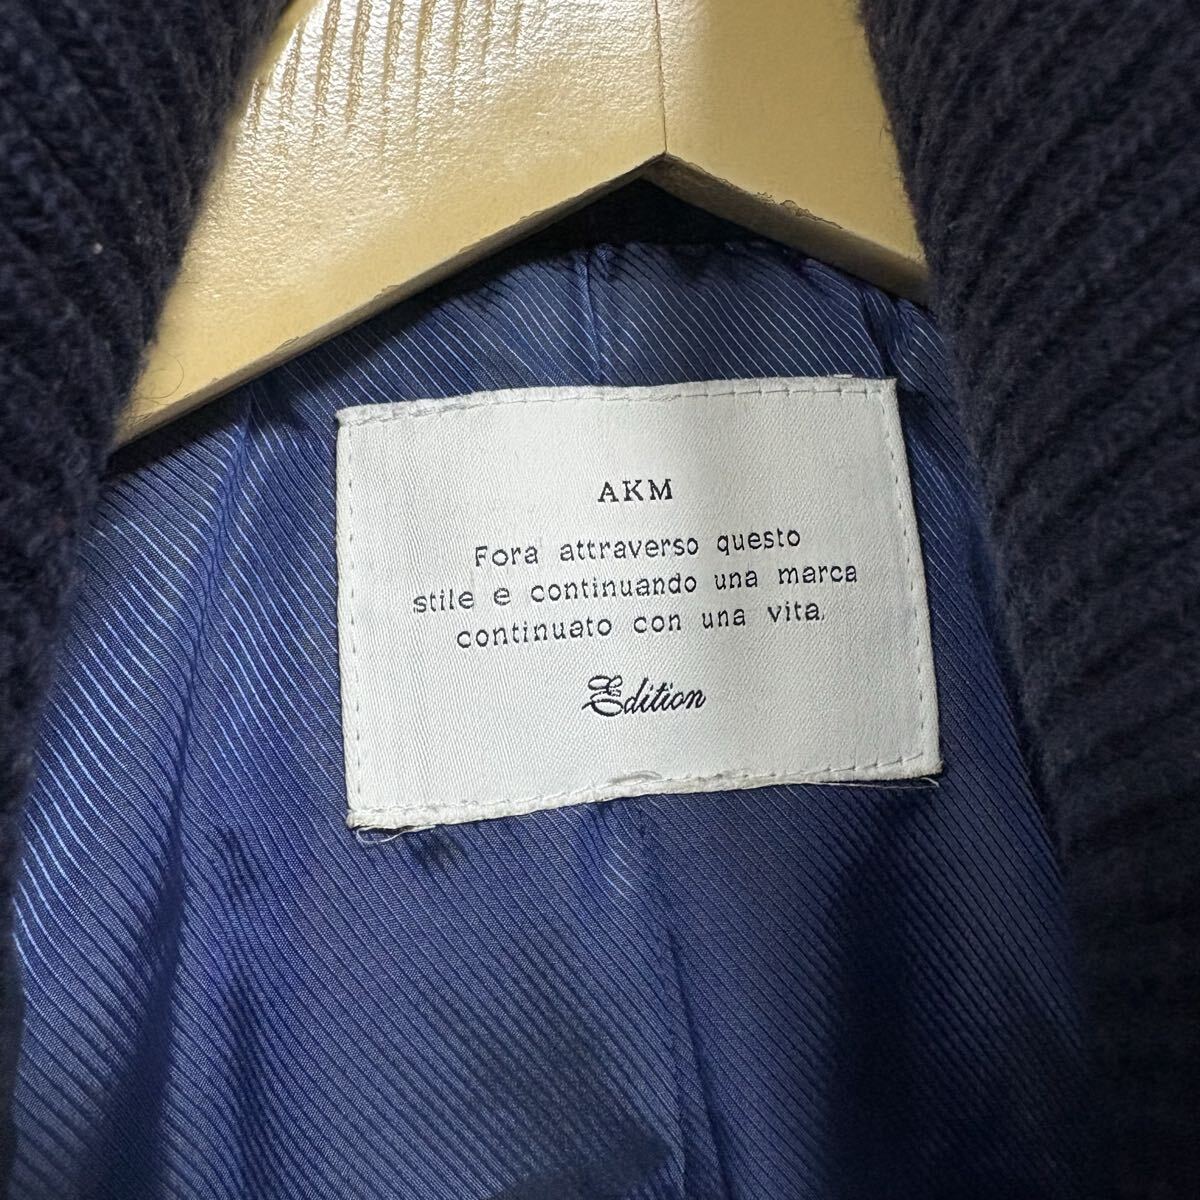 AKM
Fora attraverso questo
stile e continuando una marca
continuato con una vita.
Edition